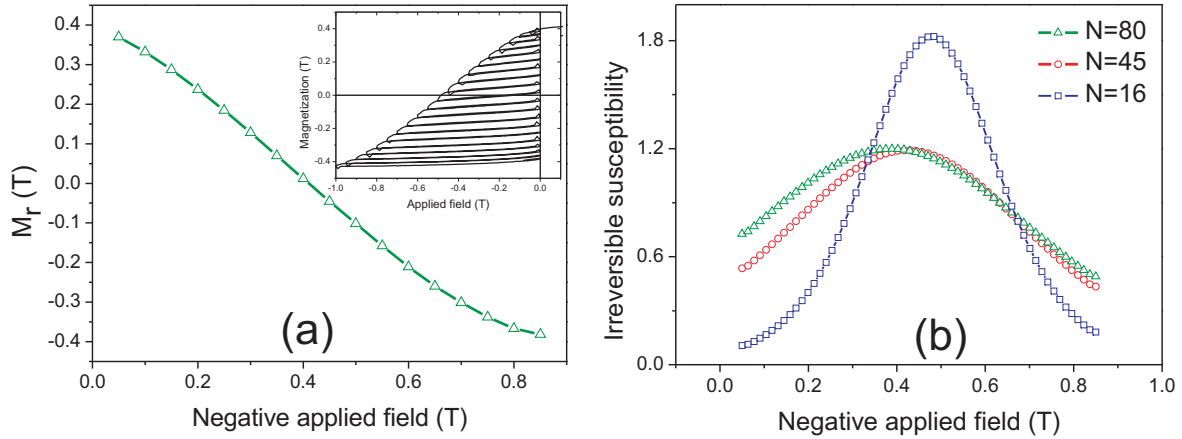 (a)
M_r (T)
0.4
0.3
0.2
0.1
0.0
-0.1
-0.2
-0.3
-0.4
0.0 0.2 0.4 0.6 0.8
Negative applied field (T)
Magnetization (T)
0.4
0.2
0.0
-0.2
-0.4
-1.0 -0.8 -0.6 -0.4 -0.2 0.0
Applied field (T)
(b)
Irreversible susceptibility
1.8
1.2
0.6
0.0
0.0 0.2 0.4 0.6 0.8 1.0
Negative applied field (T)
N=80
N=45
N=16